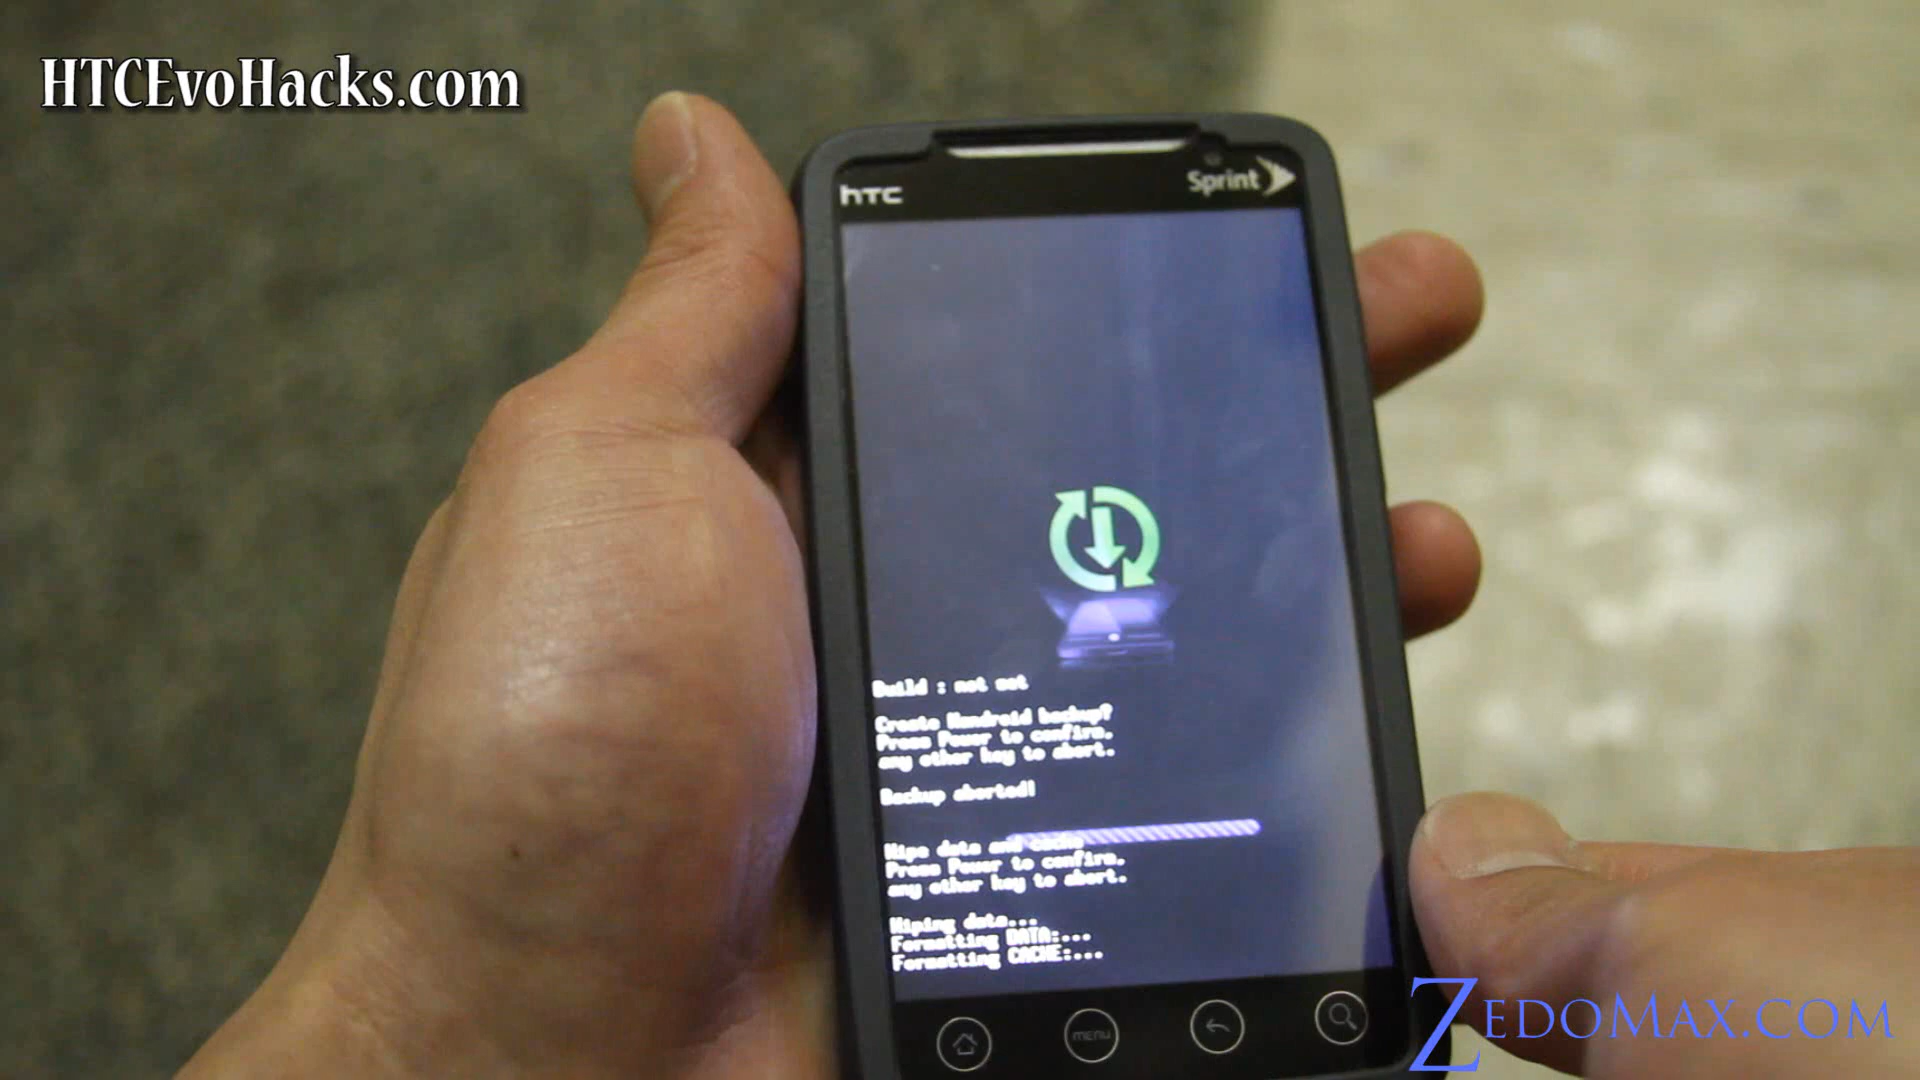 HTCEvoHacks.com
hTC
Sprint
Build : not set
Create Nandroid backup?
Press Power to confirm,
any other key to abort.
Backup aborted!
Wipe data and cache
Press Power to confirm,
any other key to abort.
Wiping data...
Formatting DATA:...
Formatting CACHE:...
MENU
ZEDOMAX.COM